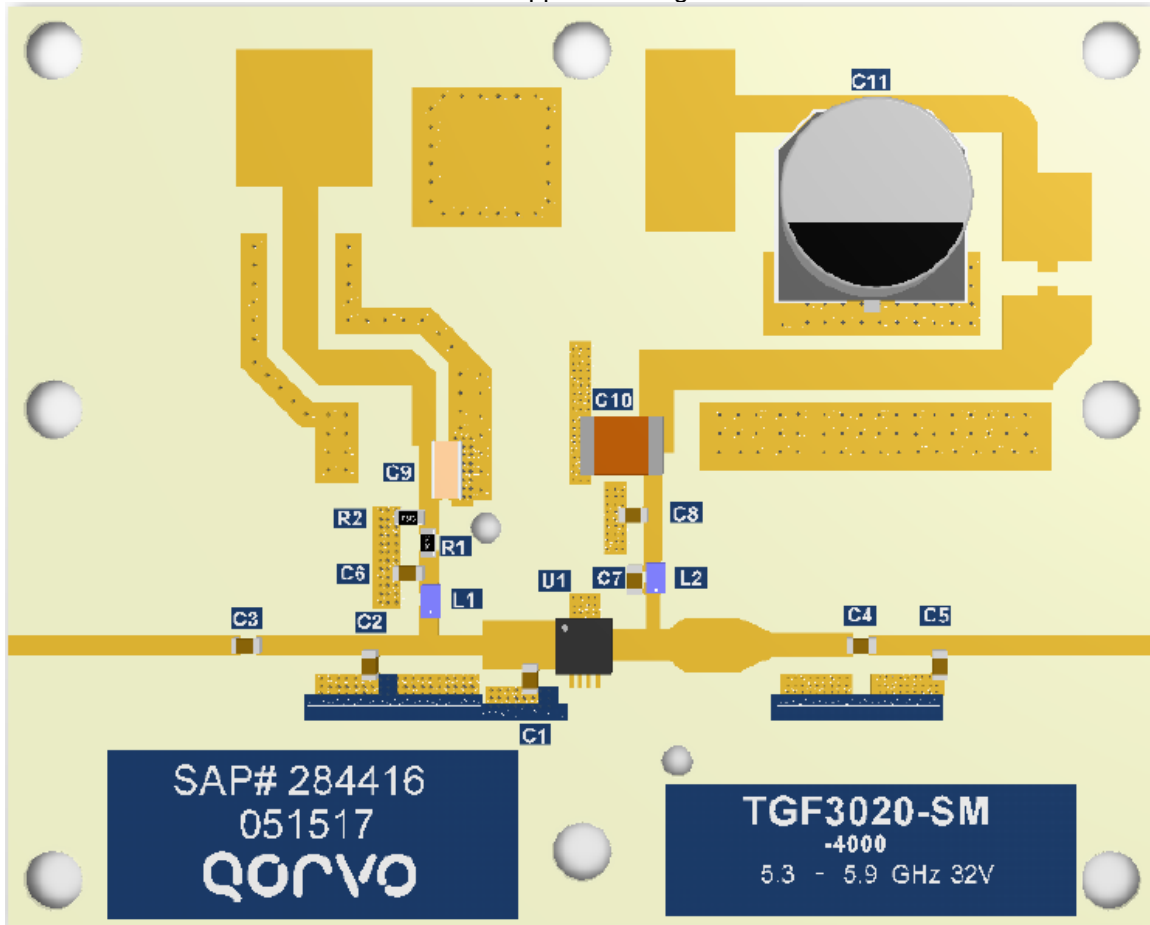 C11
C10
C9
R2
C8
R1
C6
U1
C7
L2
L1
C3
C2
C4
C5
C1
SAP# 284416
051517
QORVO
TGF3020-SM
-4000
5.3 - 5.9 GHz 32V